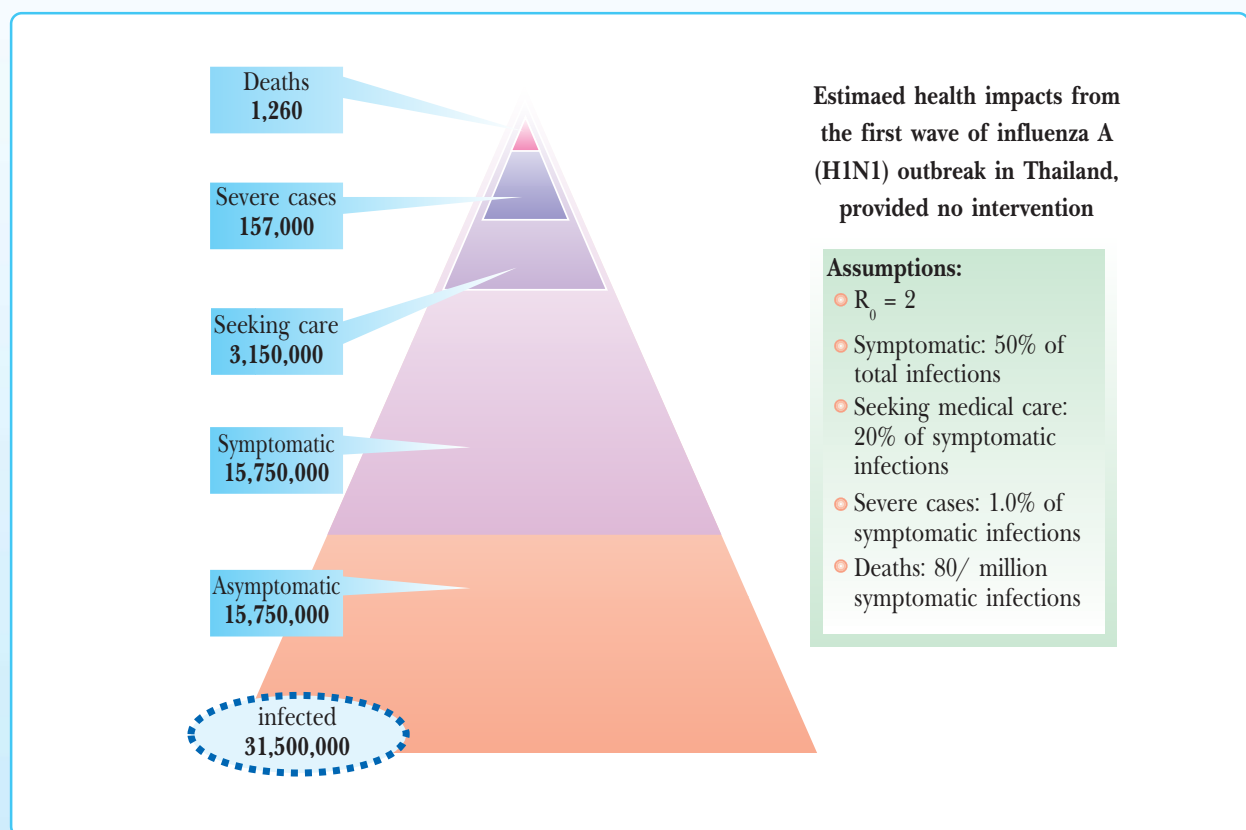 Deaths
1,260
Severe cases
157,000
Seeking care
3,150,000
Symptomatic
15,750,000
Asymptomatic
15,750,000
infected
31,500,000
Estimaed health impacts from
the first wave of influenza A
(H1N1) outbreak in Thailand,
provided no intervention
Assumptions:
R0 = 2
Symptomatic: 50% of
total infections
Seeking medical care:
20% of symptomatic
infections
Severe cases: 1.0% of
symptomatic infections
Deaths: 80/ million
symptomatic infections